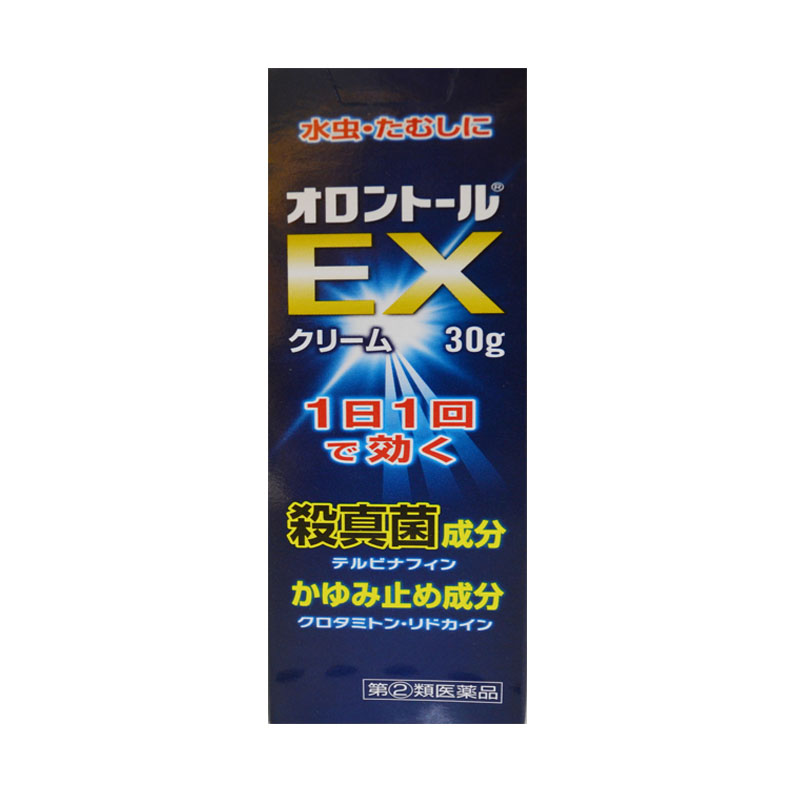 水虫・たむしに
オロントール®
EX
クリーム 30g
1日1回
で効く
殺真菌成分
テルビナフィン
かゆみ止め成分
クロタミトン・リドカイン
第②類医薬品